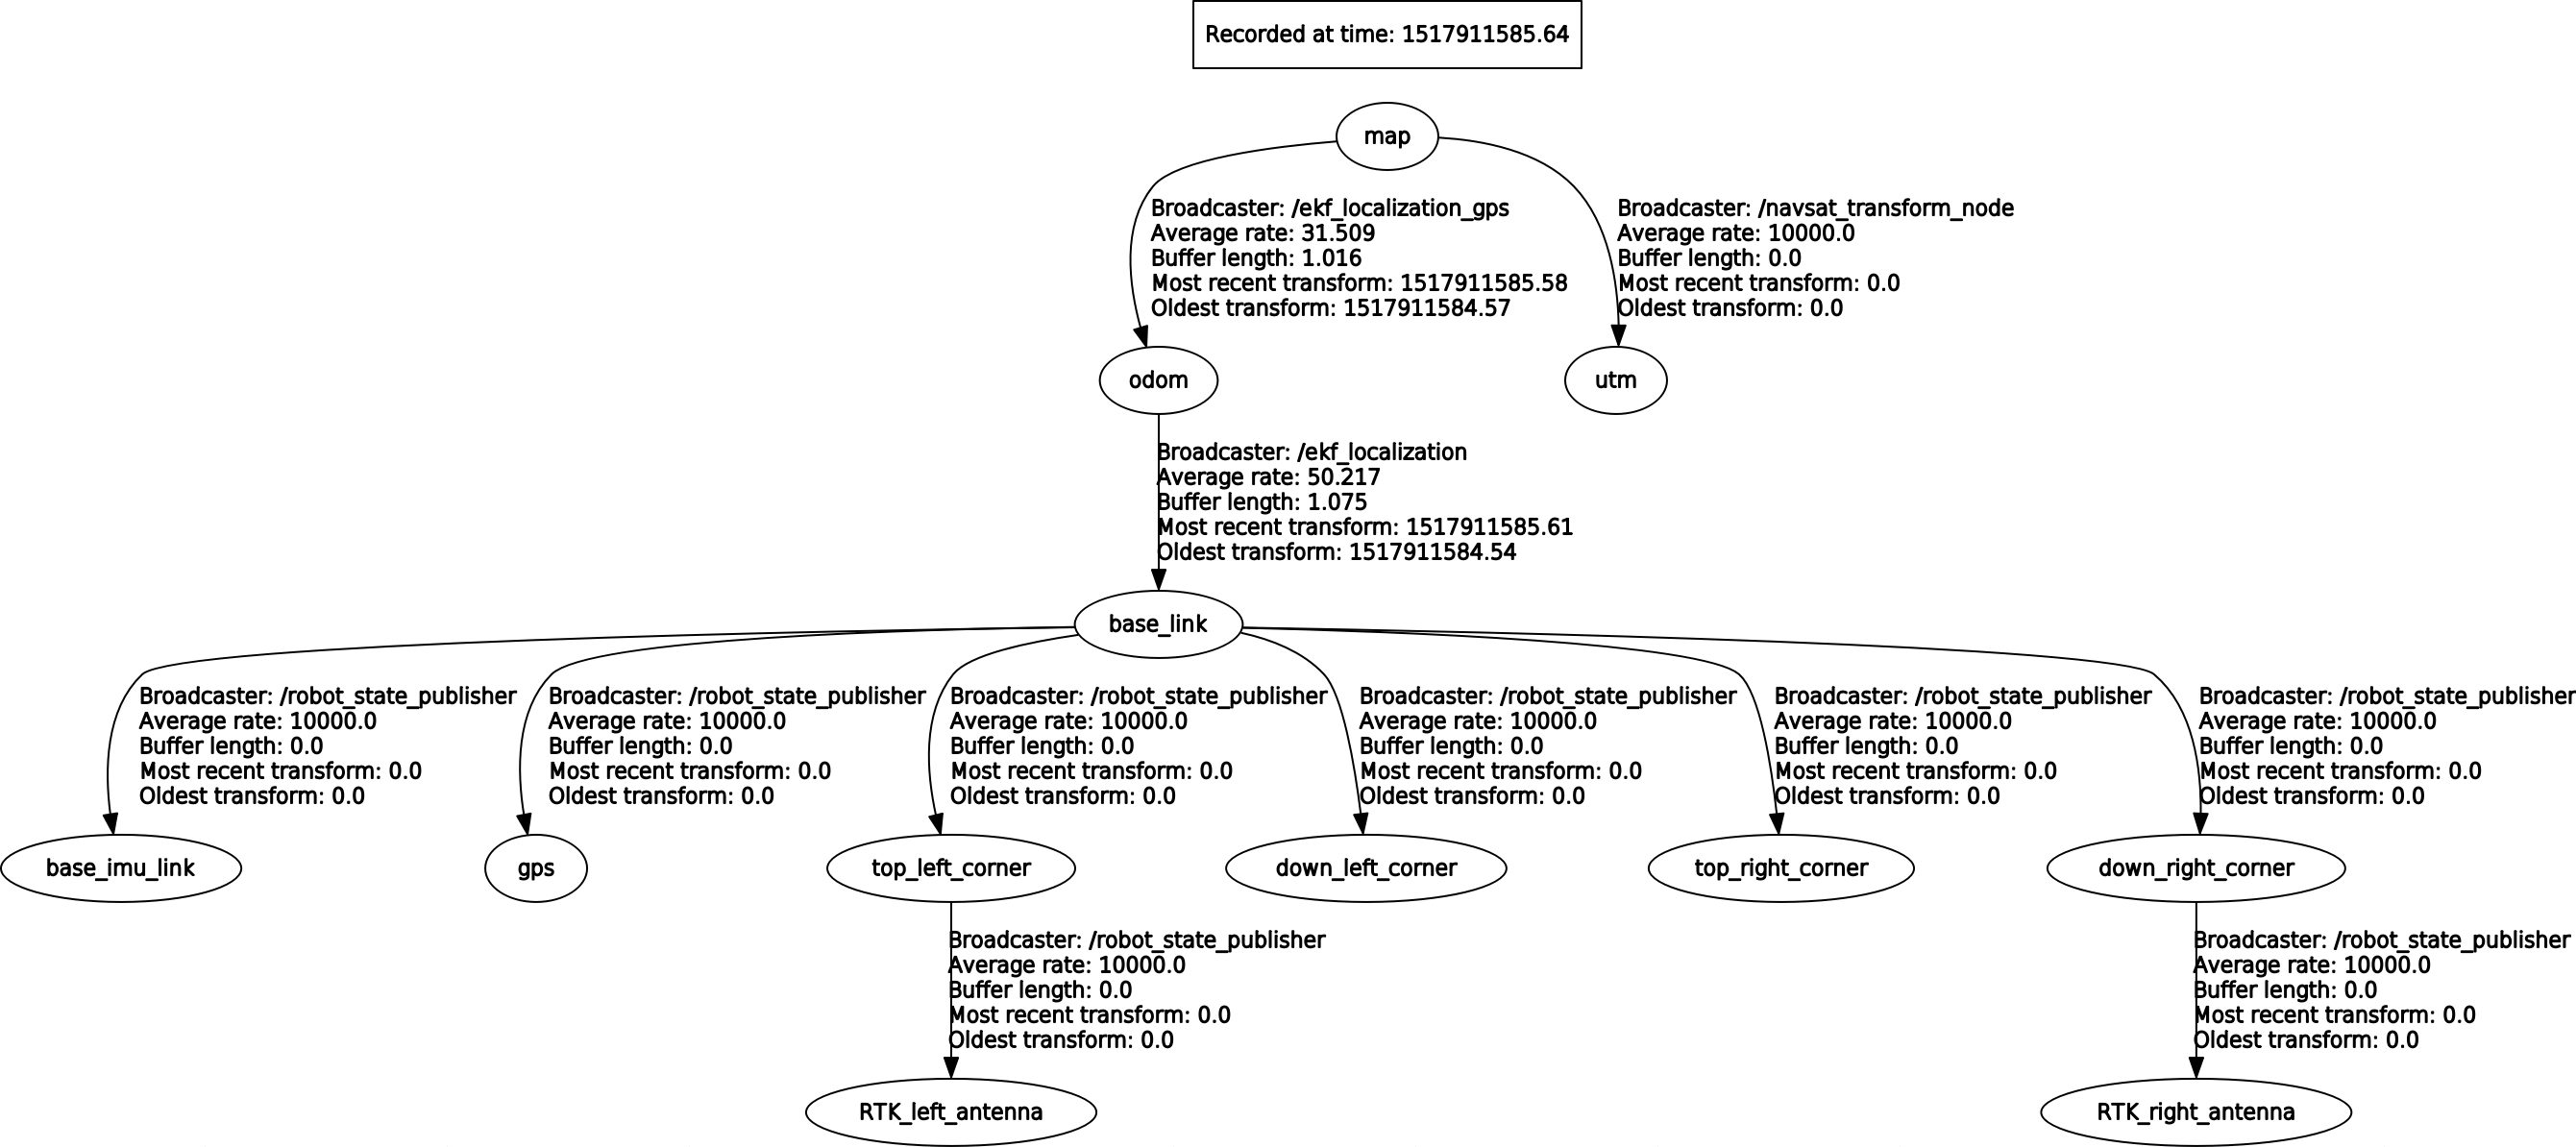 Recorded at time: 1517911585.64
map
Broadcaster: /ekf_localization_gps
Average rate: 31.509
Buffer length: 1.016
Most recent transform: 1517911585.58
Oldest transform: 1517911584.57
Broadcaster: /navsat_transform_node
Average rate: 10000.0
Buffer length: 0.0
Most recent transform: 0.0
Oldest transform: 0.0
odom
utm
Broadcaster: /ekf_localization
Average rate: 50.217
Buffer length: 1.075
Most recent transform: 1517911585.61
Oldest transform: 1517911584.54
base_link
Broadcaster: /robot_state_publisher
Average rate: 10000.0
Buffer length: 0.0
Most recent transform: 0.0
Oldest transform: 0.0
Broadcaster: /robot_state_publisher
Average rate: 10000.0
Buffer length: 0.0
Most recent transform: 0.0
Oldest transform: 0.0
Broadcaster: /robot_state_publisher
Average rate: 10000.0
Buffer length: 0.0
Most recent transform: 0.0
Oldest transform: 0.0
Broadcaster: /robot_state_publisher
Average rate: 10000.0
Buffer length: 0.0
Most recent transform: 0.0
Oldest transform: 0.0
Broadcaster: /robot_state_publisher
Average rate: 10000.0
Buffer length: 0.0
Most recent transform: 0.0
Oldest transform: 0.0
Broadcaster: /robot_state_publisher
Average rate: 10000.0
Buffer length: 0.0
Most recent transform: 0.0
Oldest transform: 0.0
base_imu_link
gps
top_left_corner
down_left_corner
top_right_corner
down_right_corner
Broadcaster: /robot_state_publisher
Average rate: 10000.0
Buffer length: 0.0
Most recent transform: 0.0
Oldest transform: 0.0
Broadcaster: /robot_state_publisher
Average rate: 10000.0
Buffer length: 0.0
Most recent transform: 0.0
Oldest transform: 0.0
RTK_left_antenna
RTK_right_antenna